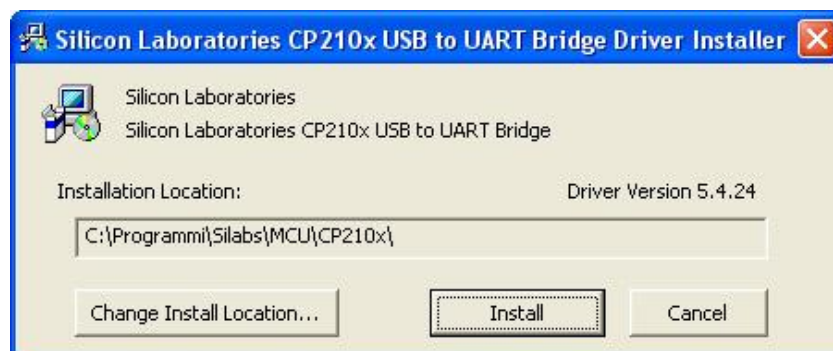 Silicon Laboratories CP210x USB to UART Bridge Driver Installer
Silicon Laboratories
Silicon Laboratories CP210x USB to UART Bridge
Installation Location:
Driver Version 5.4.24
C:\Programmi\Silabs\MCU\CP210x\
Change Install Location...
Install
Cancel